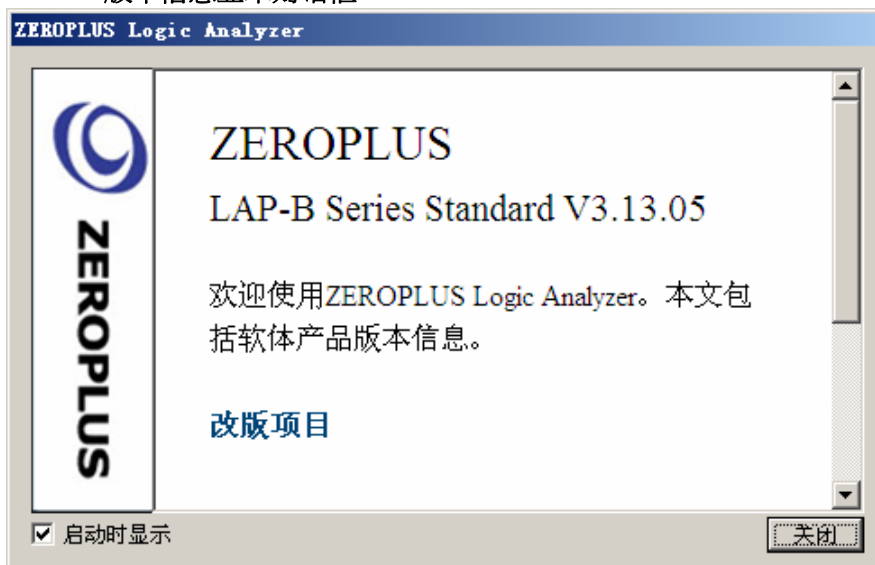 ZEROPLUS Logic Analyzer
ZEROPLUS
ZEROPLUS
LAP-B Series Standard V3.13.05
欢迎使用ZEROPLUS Logic Analyzer。本文包
括软体产品版本信息。
改版项目
启动时显示
关闭